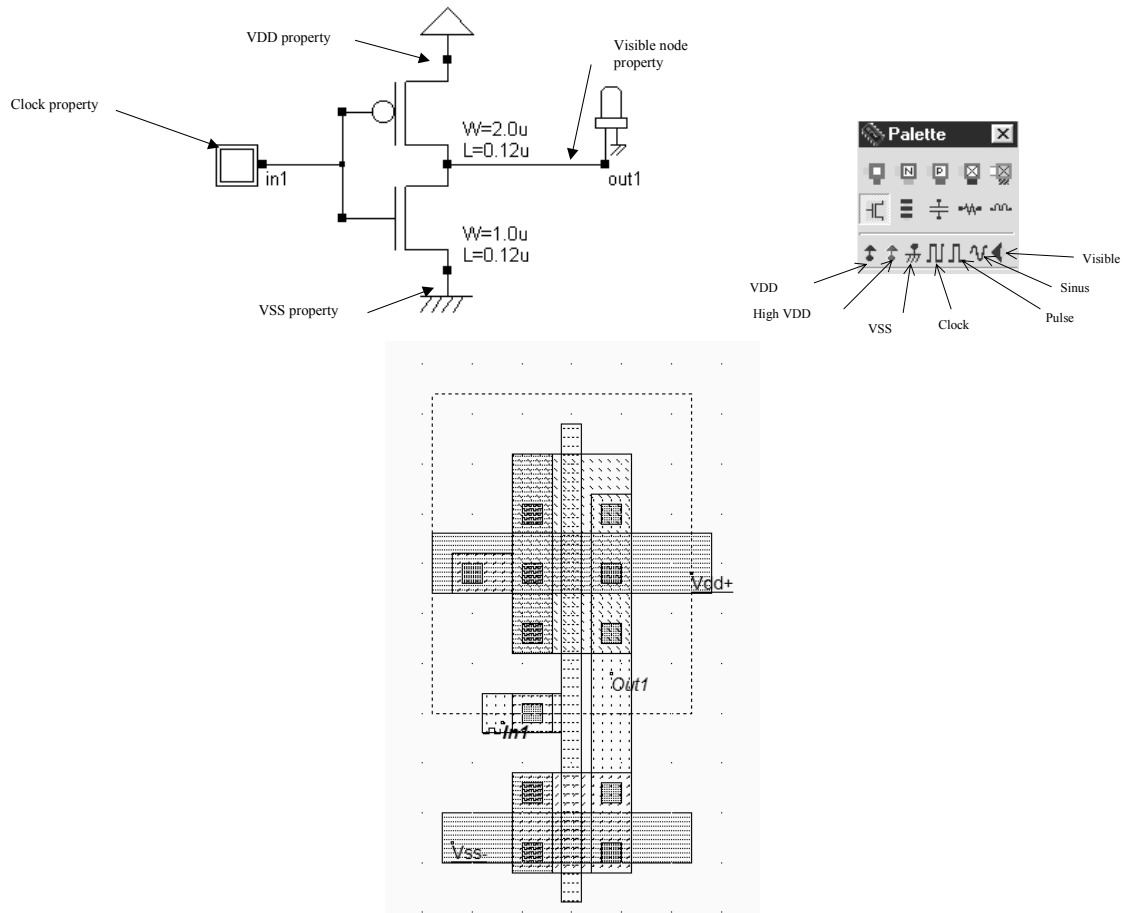 VDD property
Visible node
property
Clock property
W=2.0u
L=0.12u
in1
out1
W=1.0u
L=0.12u
VSS property
Palette
N
P
VDD
High VDD
VSS
Clock
Pulse
Sinus
Visible
Vdd+
Out1
In1
Vss-